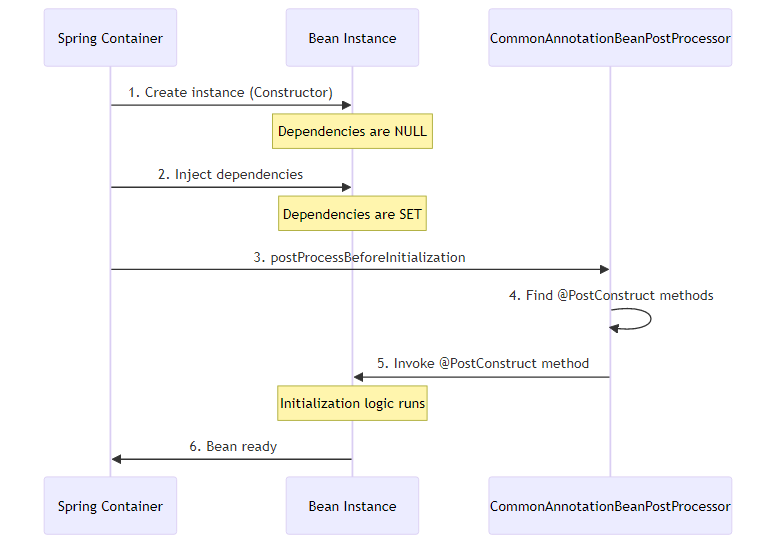 Spring Container
Bean Instance
CommonAnnotationBeanPostProcessor
1. Create instance (Constructor)
Dependencies are NULL
2. Inject dependencies
Dependencies are SET
3. postProcessBeforeInitialization
4. Find @PostConstruct methods
5. Invoke @PostConstruct method
Initialization logic runs
6. Bean ready
Spring Container
Bean Instance
CommonAnnotationBeanPostProcessor